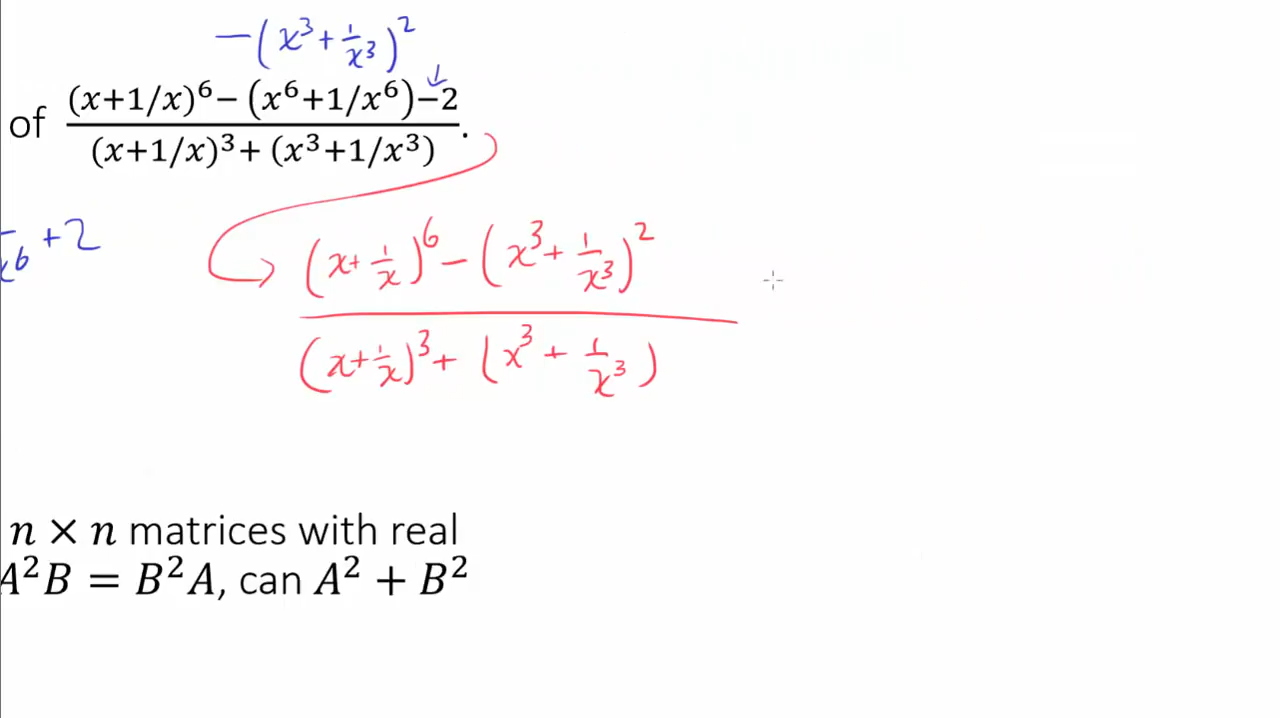 −(x³ + 1/x³)²
of ((x+1/x)⁶− (x⁶+1/x⁶)−2) / ((x+1/x)³+ (x³+1/x³)).
x⁶ + 2
((x + 1/x)⁶ − (x³ + 1/x³)²) / ((x + 1/x)³ + (x³ + 1/x³))
n × n matrices with real
A²B = B²A, can A² + B²